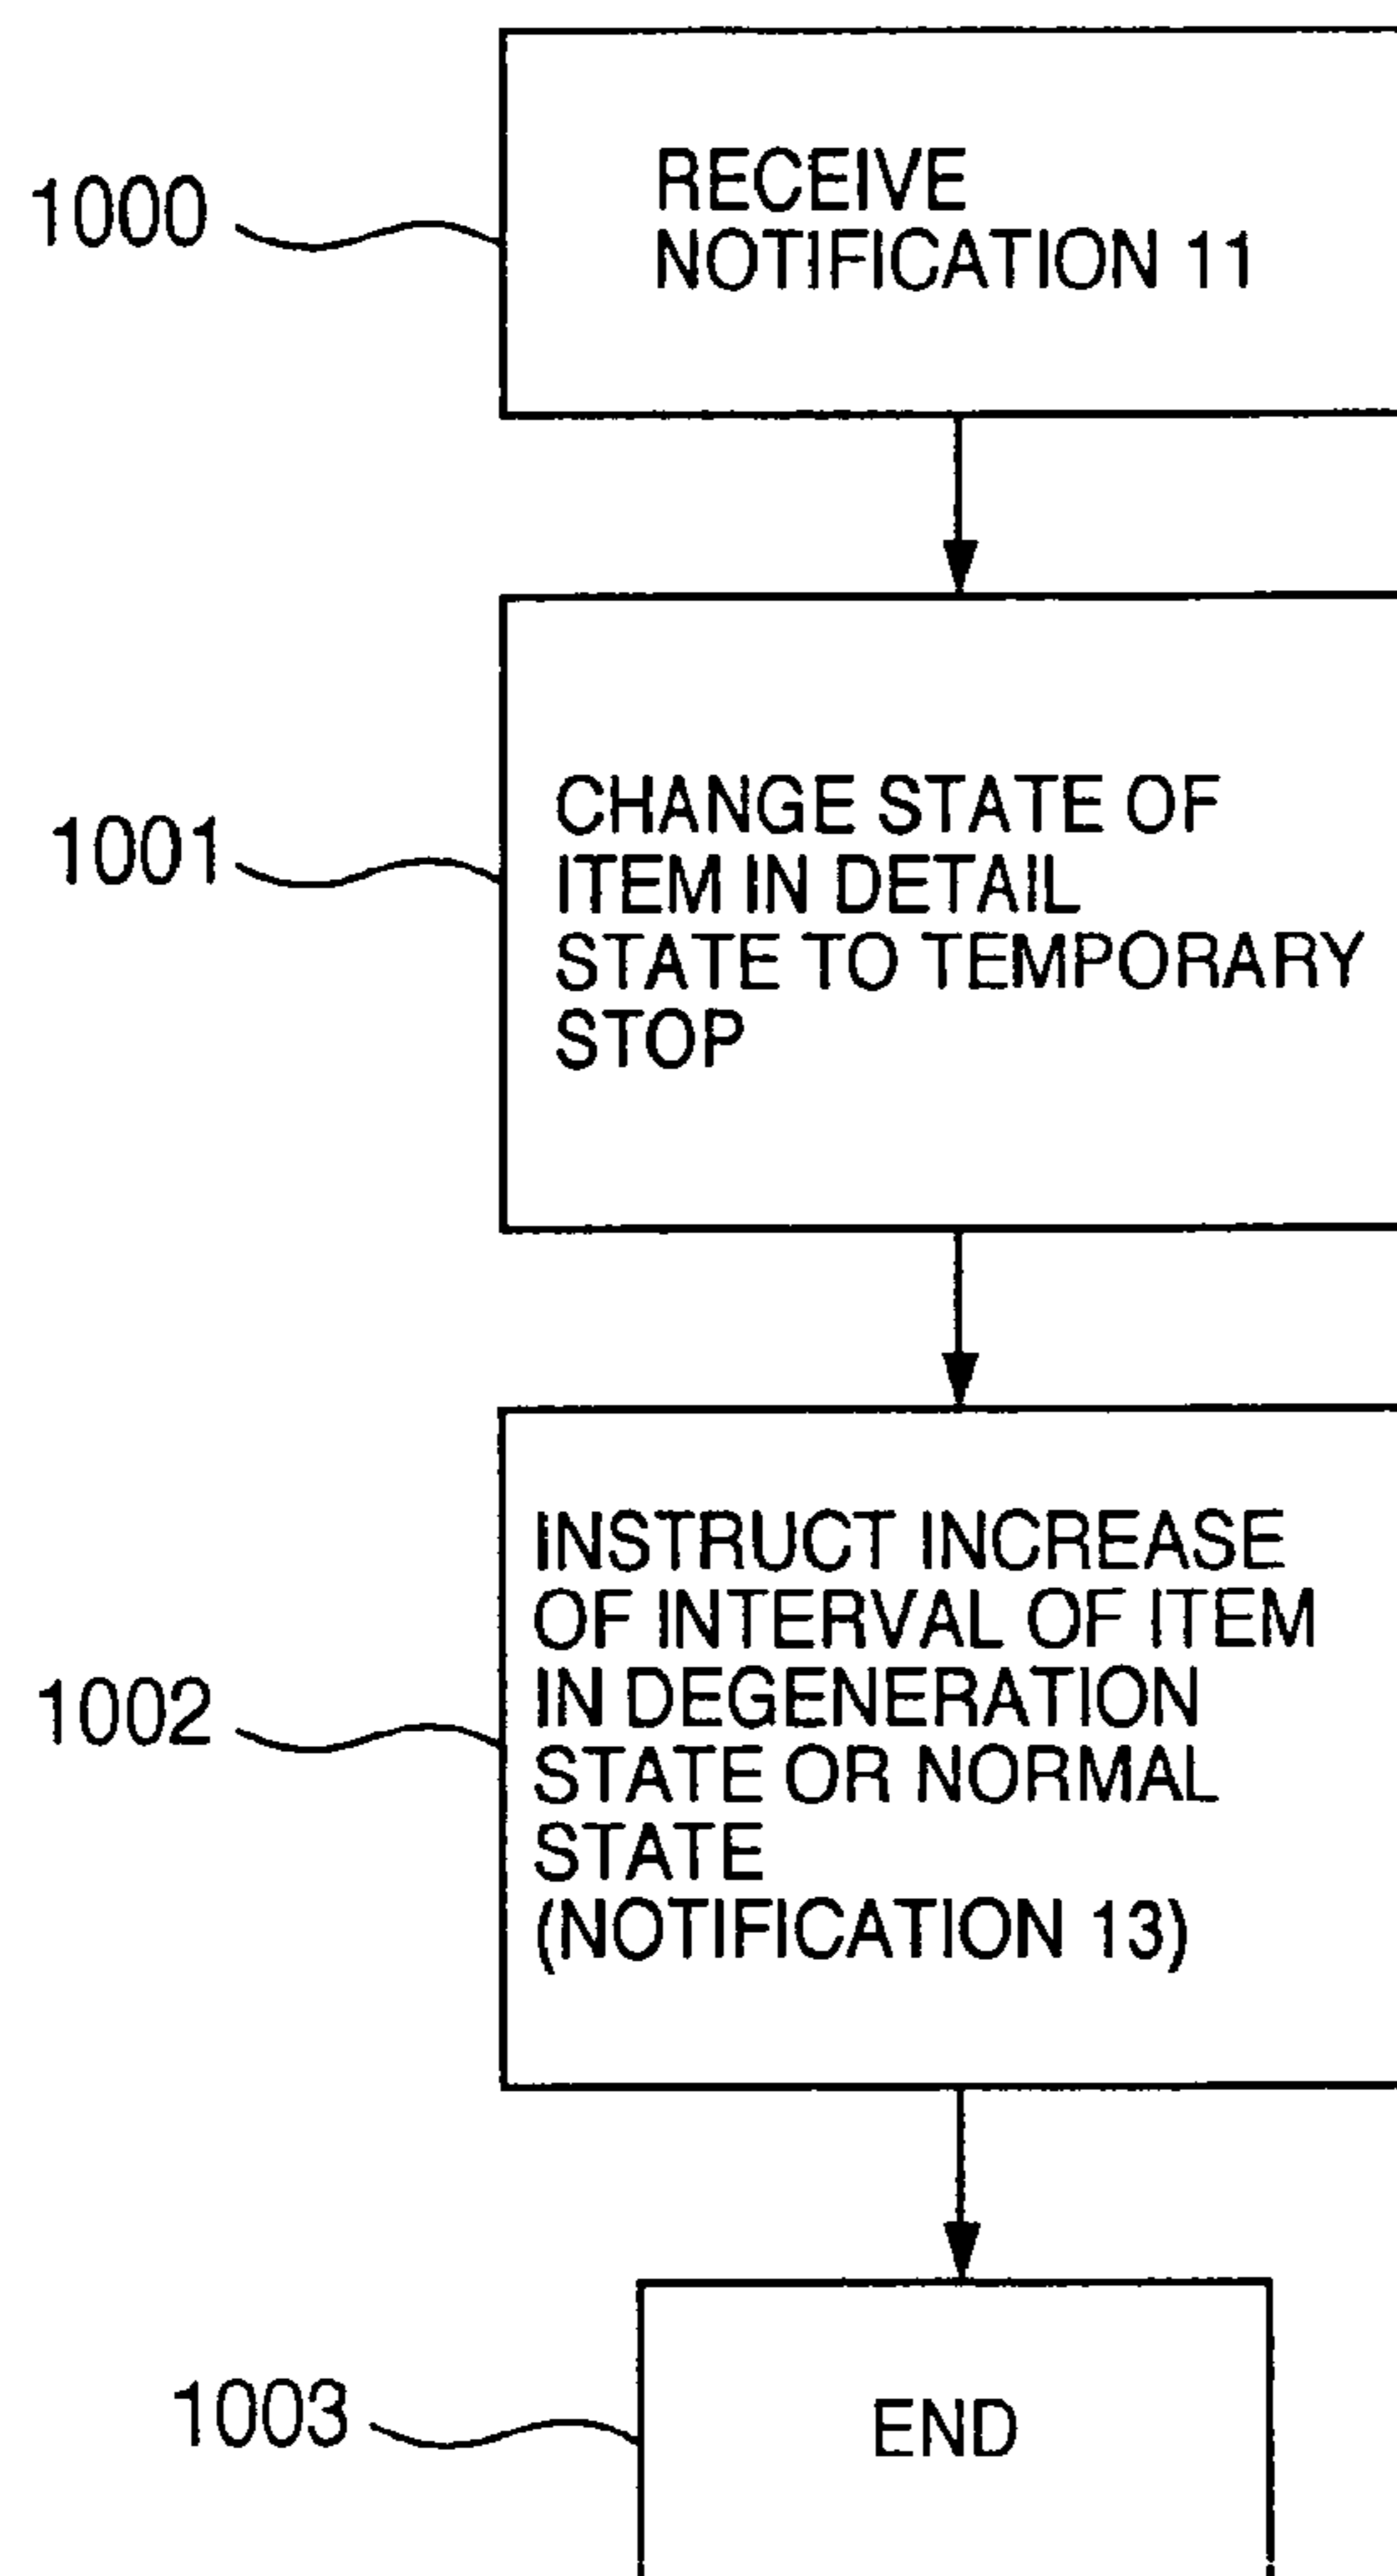 1000
RECEIVE
NOTIFICATION 11
1001
CHANGE STATE OF
ITEM IN DETAIL
STATE TO TEMPORARY
STOP
1002
INSTRUCT INCREASE
OF INTERVAL OF ITEM
IN DEGENERATION
STATE OR NORMAL
STATE
(NOTIFICATION 13)
1003
END